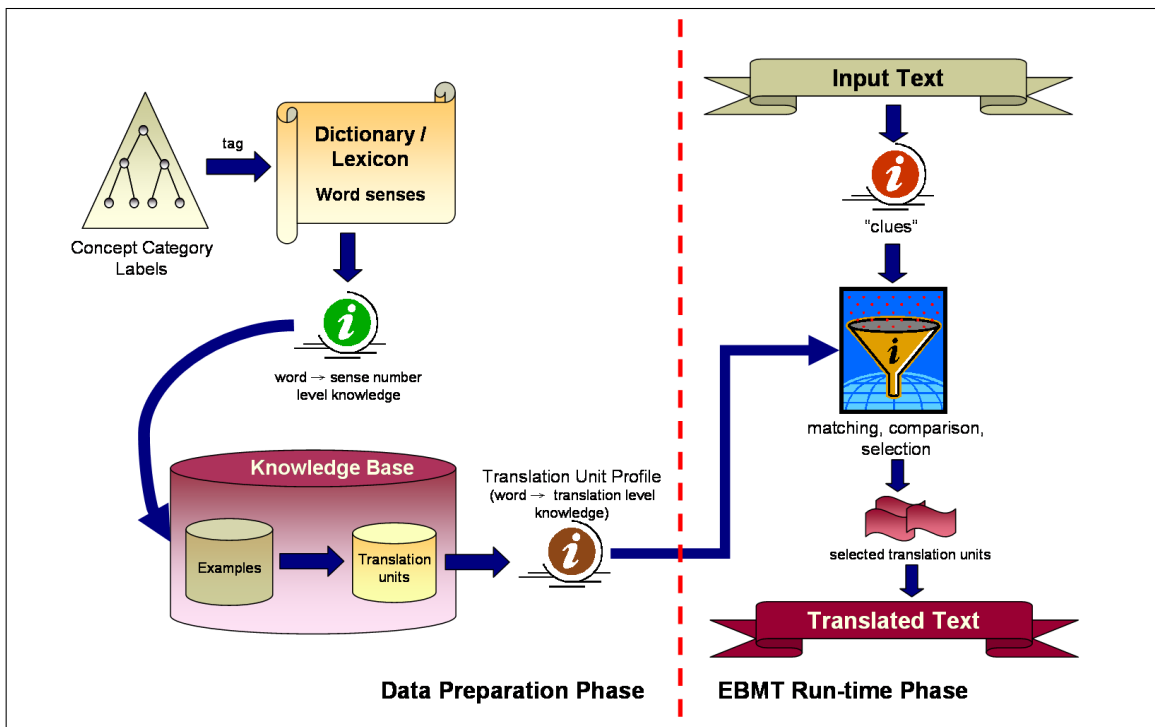 tag
Dictionary /
Lexicon
Word senses
Concept Category
Labels
i
word → sense number
level knowledge
Knowledge Base
Examples
Translation
units
Translation Unit Profile
(word → translation level
knowledge)
i
Data Preparation Phase
Input Text
i
"clues"
i
matching, comparison,
selection
selected translation units
Translated Text
EBMT Run-time Phase